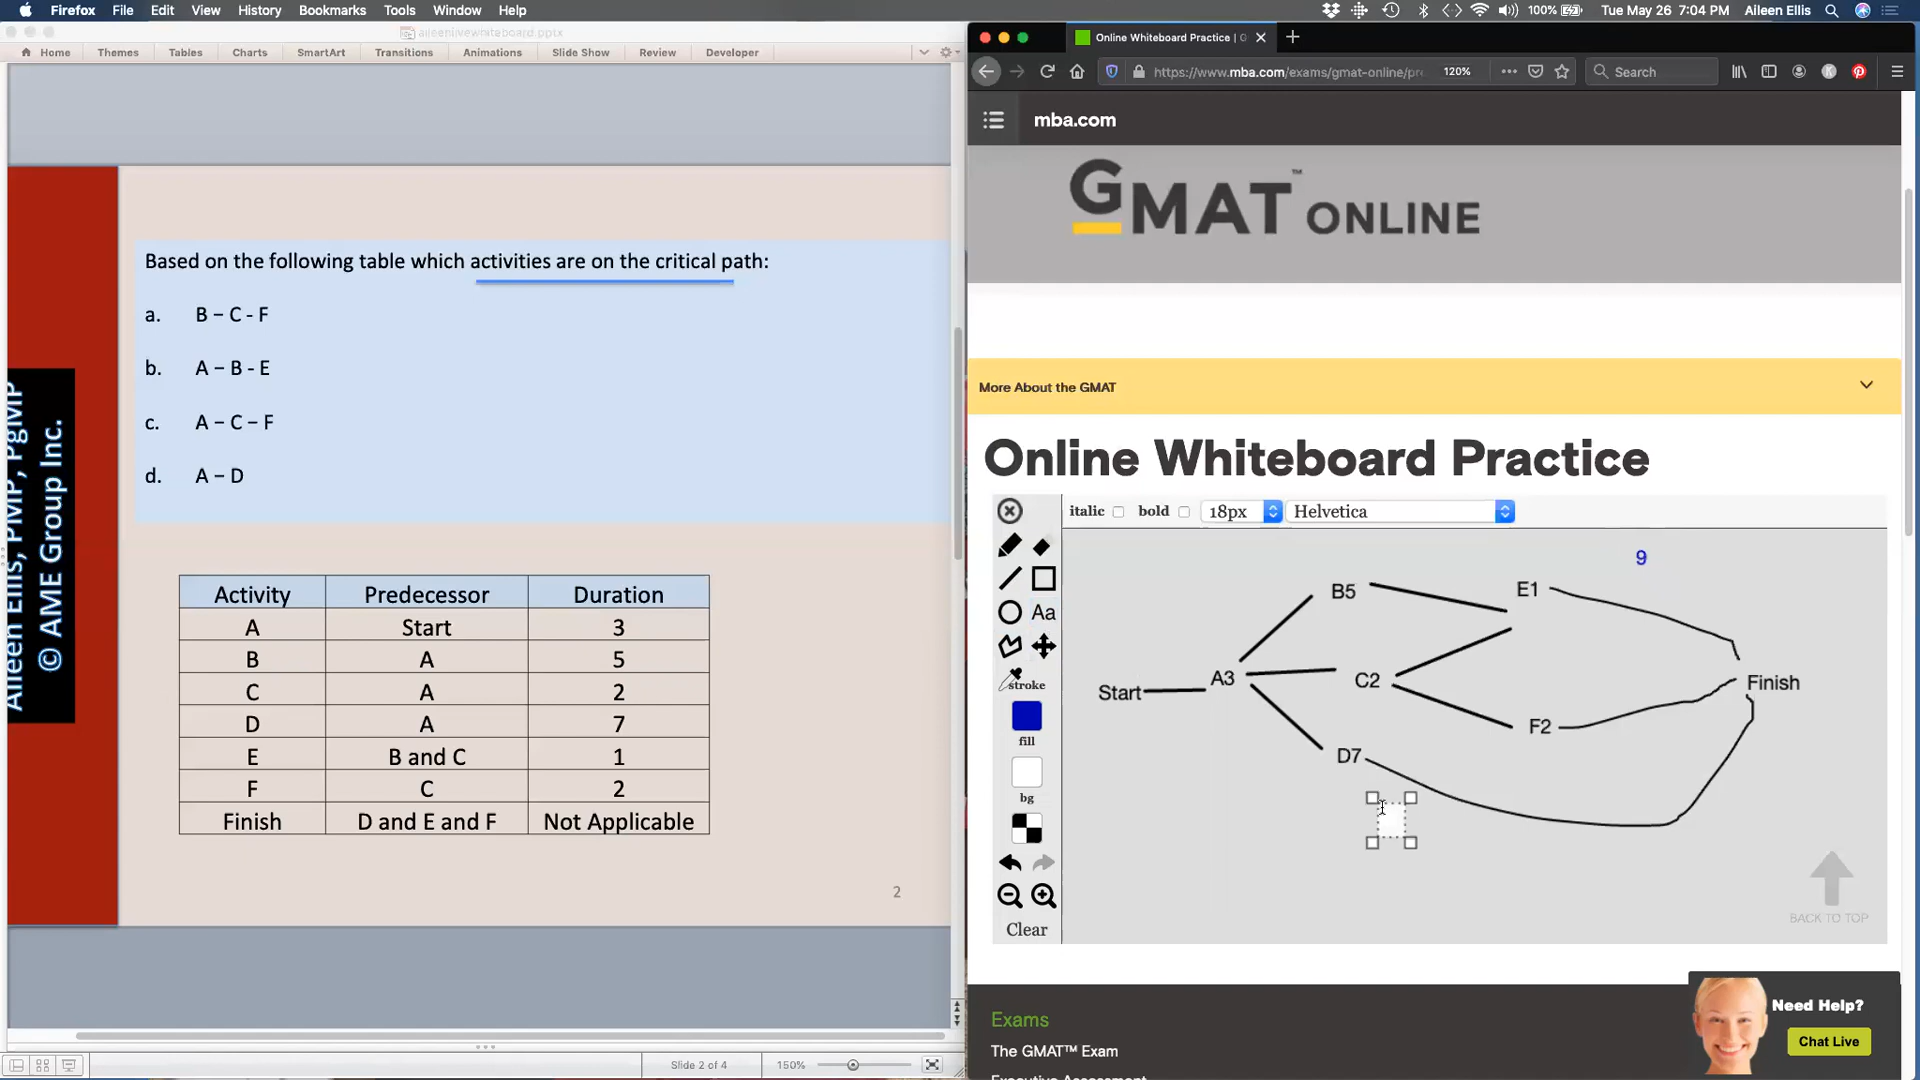 Firefox File Edit View History Bookmarks Tools Window Help
100% Tue May 26 7:04 PM Aileen Ellis
aileenlivewhiteboard.pptx
Home Themes Tables Charts SmartArt Transitions Animations Slide Show Review Developer
Based on the following table which activities are on the critical path:
a. B – C - F
b. A – B - E
c. A – C – F
d. A – D
Aileen Ellis, PMP, PgMP
© AME Group Inc.
Activity Predecessor Duration
A Start 3
B A 5
C A 2
D A 7
E B and C 1
F C 2
Finish D and E and F Not Applicable
2
Slide 2 of 4 150%
Online Whiteboard Practice | G
https://www.mba.com/exams/gmat-online/pr 120% Search
mba.com
GMAT™ ONLINE
More About the GMAT
Online Whiteboard Practice
italic bold 18px Helvetica
Aa
stroke
fill
bg
Clear
9
B5 E1
Start A3 C2 Finish
F2
D7
BACK TO TOP
Exams
The GMAT™ Exam
Executive Assessment
Need Help?
Chat Live